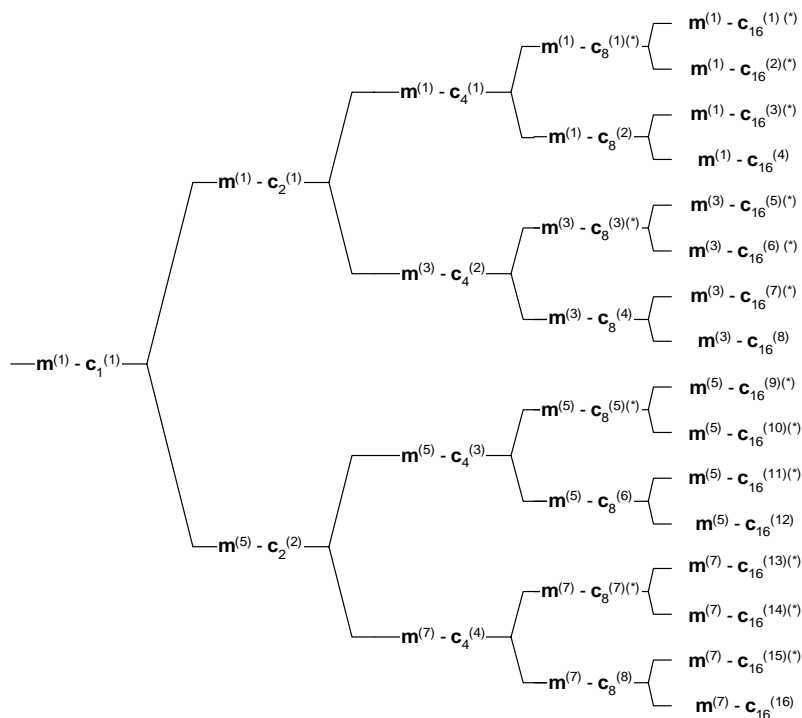 m⁽¹⁾ - c₁₆⁽¹⁾ ⁽*⁾
m⁽¹⁾ - c₈⁽¹⁾⁽*⁾
m⁽¹⁾ - c₁₆⁽²⁾⁽*⁾
m⁽¹⁾ - c₄⁽¹⁾
m⁽¹⁾ - c₁₆⁽³⁾⁽*⁾
m⁽¹⁾ - c₈⁽²⁾
m⁽¹⁾ - c₁₆⁽⁴⁾
m⁽¹⁾ - c₂⁽¹⁾
m⁽³⁾ - c₁₆⁽⁵⁾⁽*⁾
m⁽³⁾ - c₈⁽³⁾⁽*⁾
m⁽³⁾ - c₁₆⁽⁶⁾ ⁽*⁾
m⁽³⁾ - c₄⁽²⁾
m⁽³⁾ - c₁₆⁽⁷⁾⁽*⁾
m⁽³⁾ - c₈⁽⁴⁾
m⁽³⁾ - c₁₆⁽⁸⁾
m⁽¹⁾ - c₁⁽¹⁾
m⁽⁵⁾ - c₁₆⁽⁹⁾⁽*⁾
m⁽⁵⁾ - c₈⁽⁵⁾⁽*⁾
m⁽⁵⁾ - c₁₆⁽¹⁰⁾⁽*⁾
m⁽⁵⁾ - c₄⁽³⁾
m⁽⁵⁾ - c₁₆⁽¹¹⁾⁽*⁾
m⁽⁵⁾ - c₈⁽⁶⁾
m⁽⁵⁾ - c₁₆⁽¹²⁾
m⁽⁵⁾ - c₂⁽²⁾
m⁽⁷⁾ - c₁₆⁽¹³⁾⁽*⁾
m⁽⁷⁾ - c₈⁽⁷⁾⁽*⁾
m⁽⁷⁾ - c₁₆⁽¹⁴⁾⁽*⁾
m⁽⁷⁾ - c₄⁽⁴⁾
m⁽⁷⁾ - c₁₆⁽¹⁵⁾⁽*⁾
m⁽⁷⁾ - c₈⁽⁸⁾
m⁽⁷⁾ - c₁₆⁽¹⁶⁾